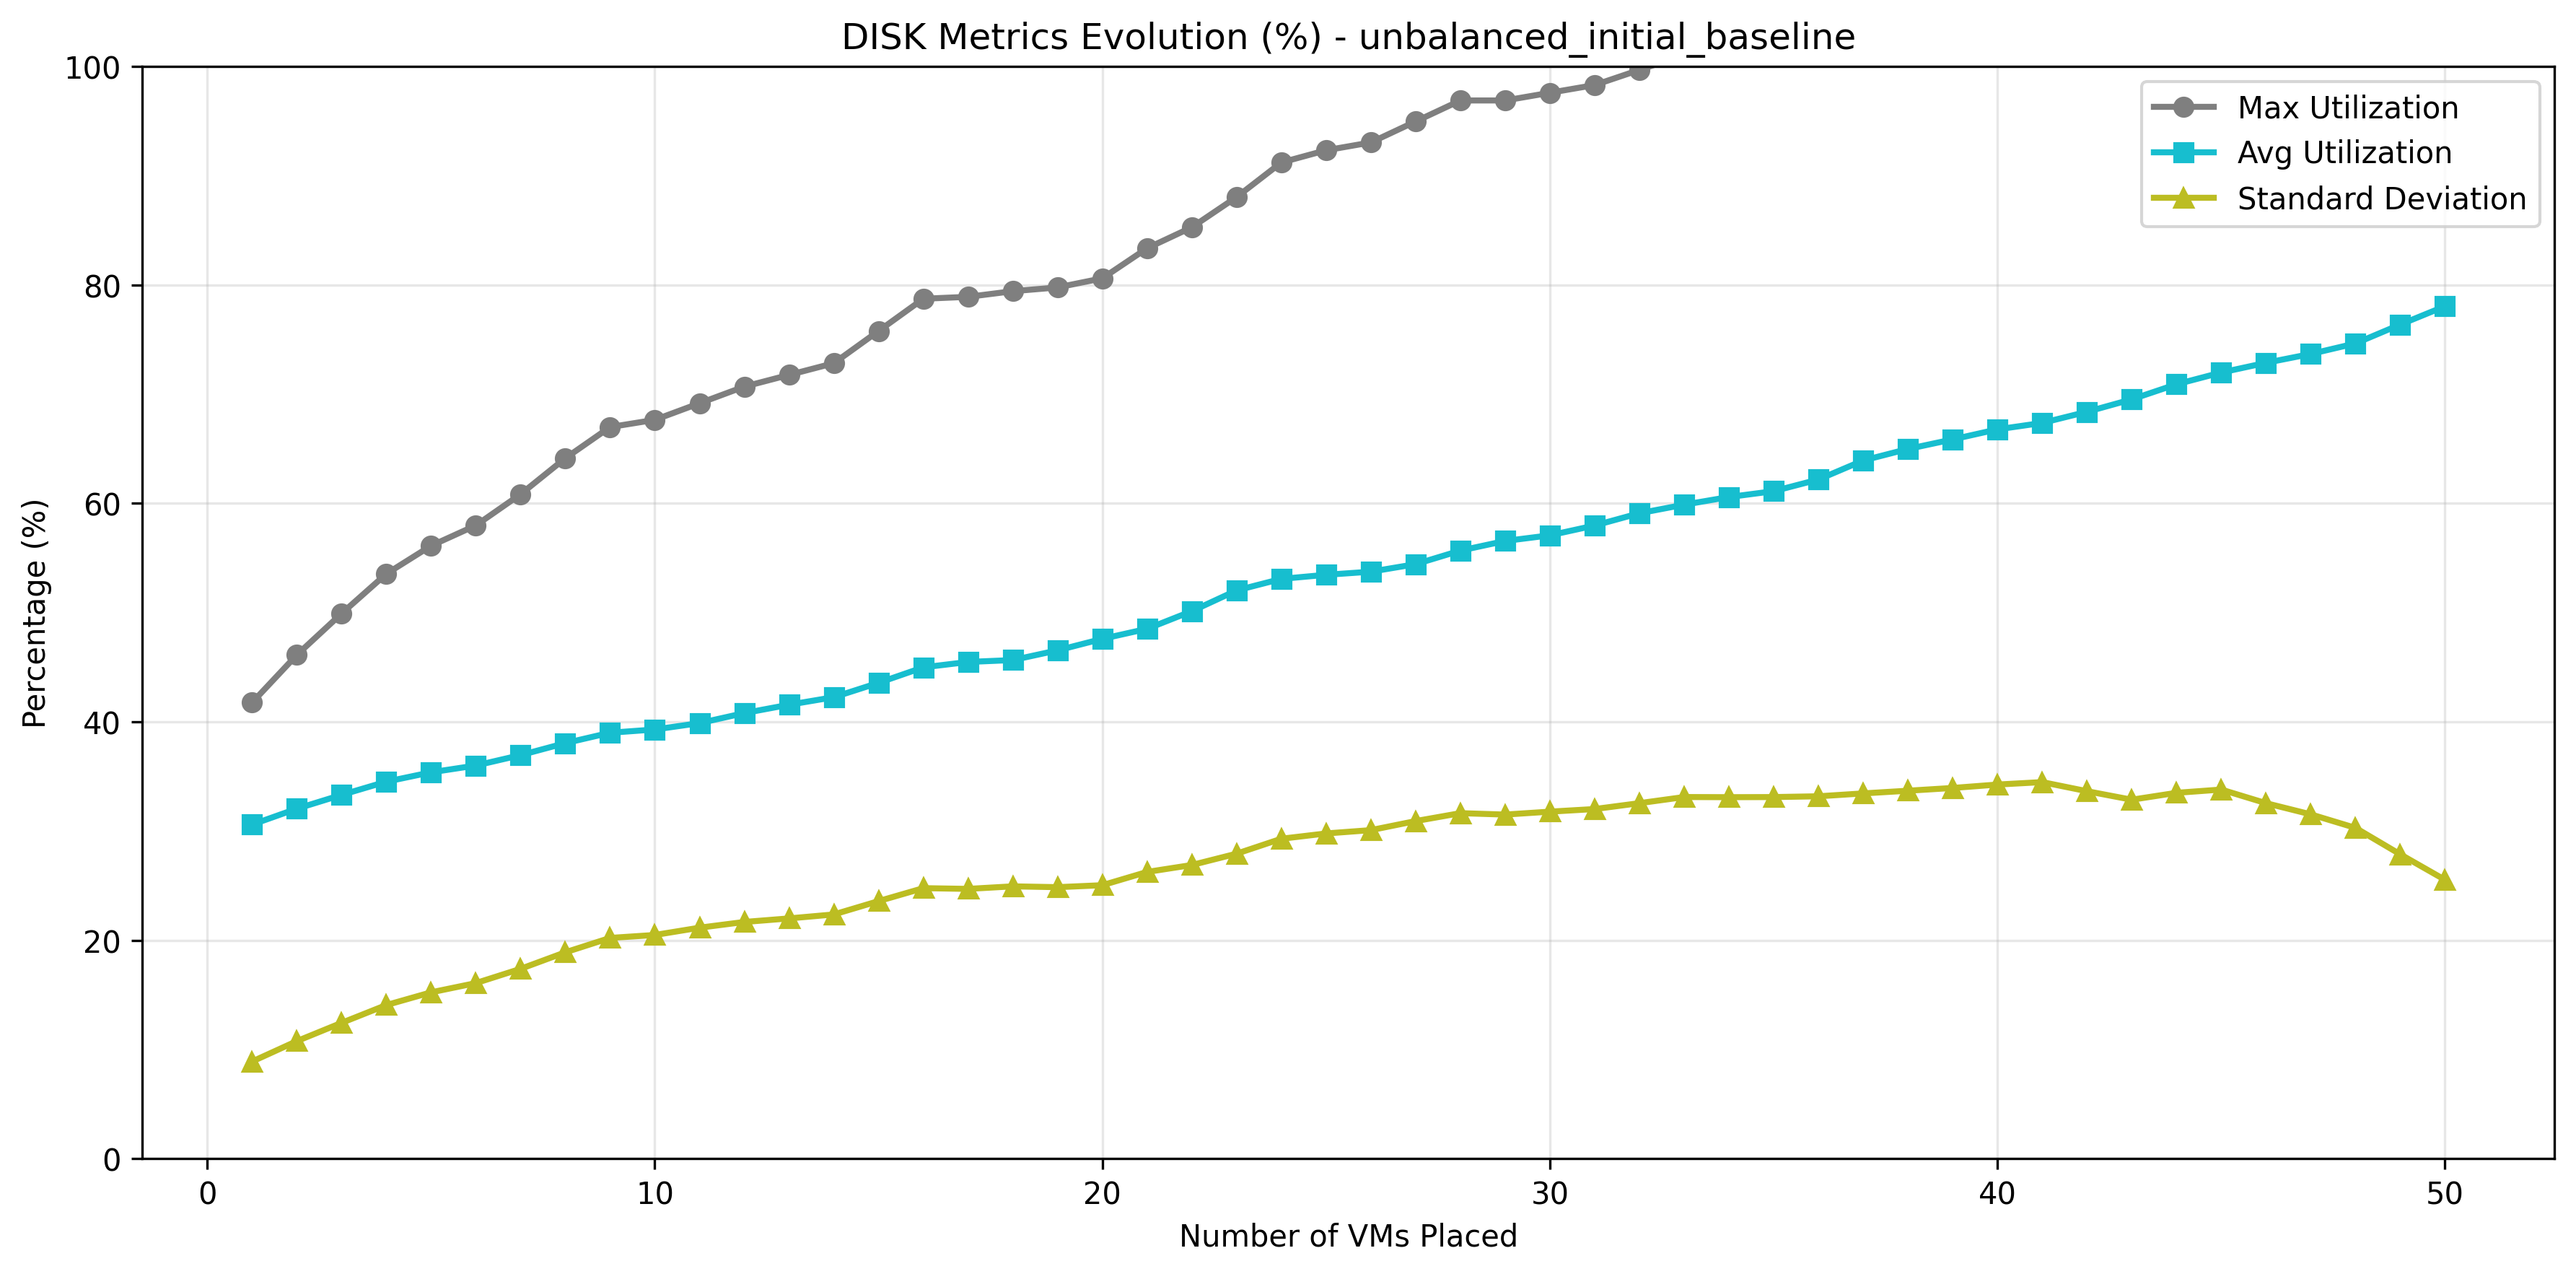 DISK Metrics Evolution (%) - unbalanced_initial_baseline
100
80
60
40
20
0
Percentage (%)
Max Utilization
Avg Utilization
Standard Deviation
0 10 20 30 40 50
Number of VMs Placed